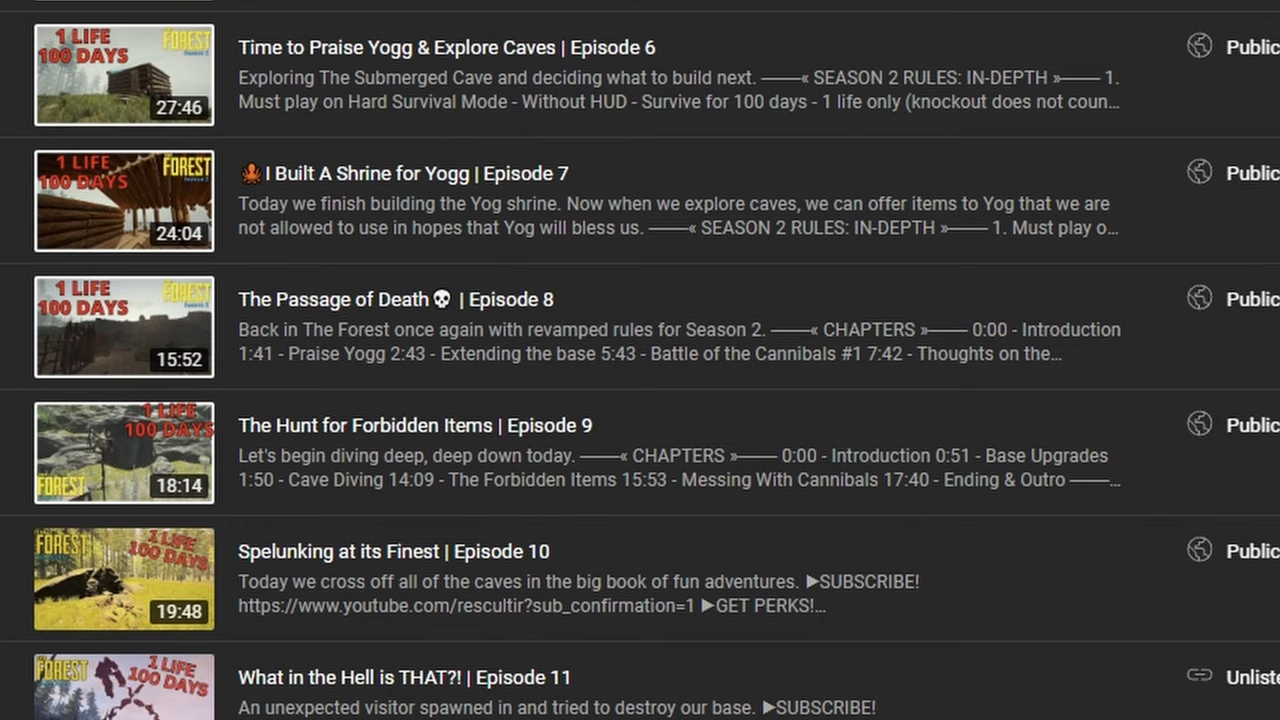 1 LIFE
100 DAYS
FOREST
27:46
Time to Praise Yogg & Explore Caves | Episode 6
Exploring The Submerged Cave and deciding what to build next. ——« SEASON 2 RULES: IN-DEPTH »—— 1.
Must play on Hard Survival Mode - Without HUD - Survive for 100 days - 1 life only (knockout does not coun…
Public
1 LIFE
100 DAYS
FOREST
24:04
🐙I Built A Shrine for Yogg | Episode 7
Today we finish building the Yog shrine. Now when we explore caves, we can offer items to Yog that we are
not allowed to use in hopes that Yog will bless us. ——« SEASON 2 RULES: IN-DEPTH »—— 1. Must play o…
Public
1 LIFE
100 DAYS
FOREST
15:52
The Passage of Death💀 | Episode 8
Back in The Forest once again with revamped rules for Season 2. ——« CHAPTERS »—— 0:00 - Introduction
1:41 - Praise Yogg 2:43 - Extending the base 5:43 - Battle of the Cannibals #1 7:42 - Thoughts on the…
Public
1 LIFE
100 DAYS
FOREST
18:14
The Hunt for Forbidden Items | Episode 9
Let's begin diving deep, deep down today. ——« CHAPTERS »—— 0:00 - Introduction 0:51 - Base Upgrades
1:50 - Cave Diving 14:09 - The Forbidden Items 15:53 - Messing With Cannibals 17:40 - Ending & Outro ——…
Public
FOREST
1 LIFE
100 DAYS
19:48
Spelunking at its Finest | Episode 10
Today we cross off all of the caves in the big book of fun adventures. ▶SUBSCRIBE!
https://www.youtube.com/rescultir?sub_confirmation=1 ▶GET PERKS!…
Public
FOREST
1 LIFE
100 DAYS
What in the Hell is THAT?! | Episode 11
An unexpected visitor spawned in and tried to destroy our base. ▶SUBSCRIBE!
Unliste